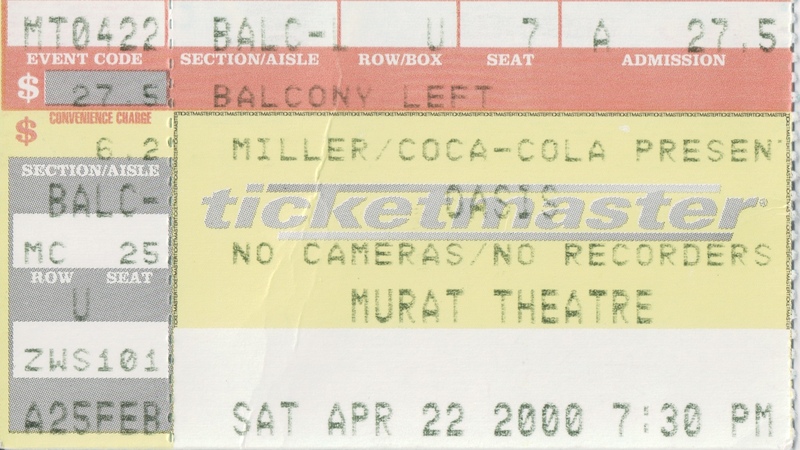 MT0422 BALC-L U 7 A 27.5
EVENT CODE SECTION/AISLE ROW/BOX SEAT ADMISSION
$ 27.5 BALCONY LEFT
CONVENIENCE CHARGE
$ 6.2 MILLER/COCA-COLA PRESENT
SECTION/AISLE
BALC- ticketmaster®
OASIS
MC 25 NO CAMERAS/NO RECORDERS
ROW SEAT
U MURAT THEATRE
ZWS101
A25FEB SAT APR 22 2000 7:30 PM